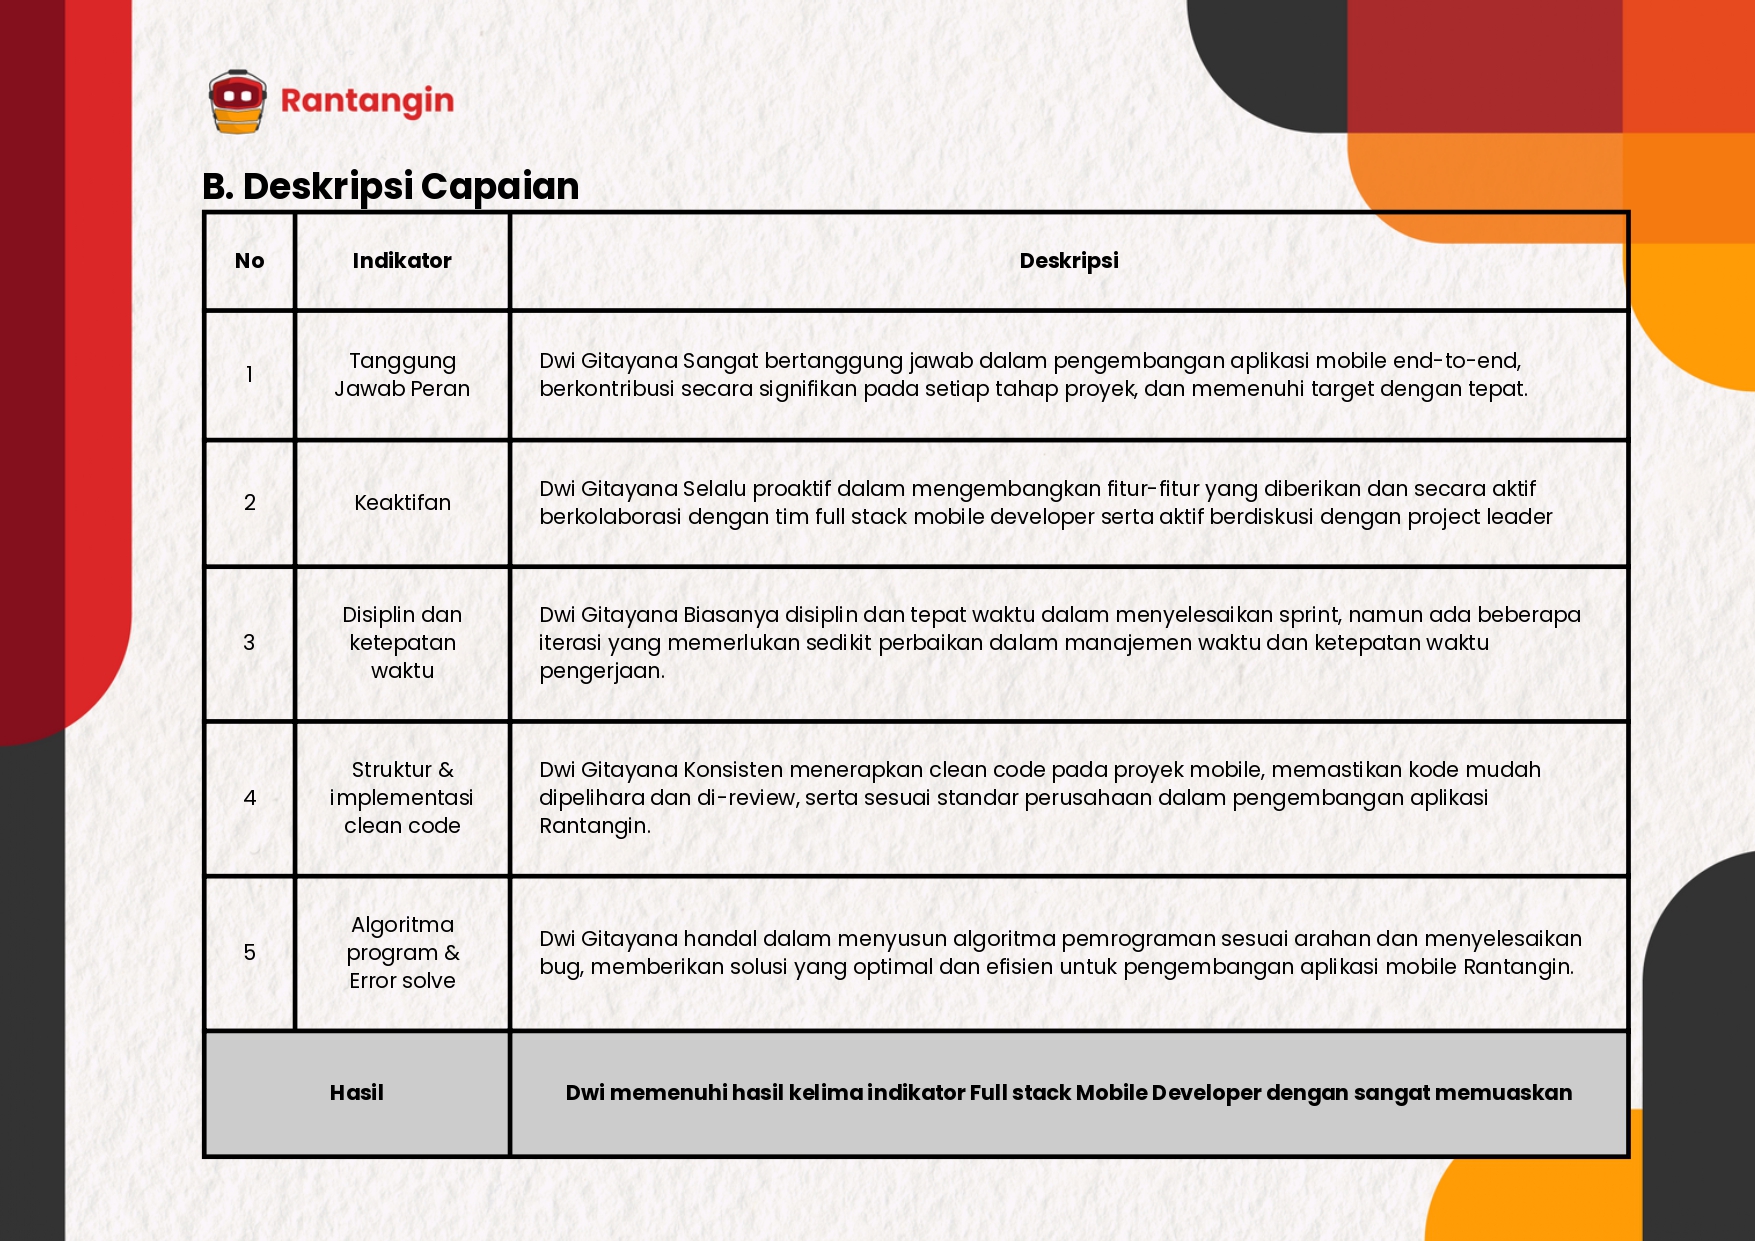 Rantangin
B. Deskripsi Capaian
No
Indikator
Deskripsi
1
Tanggung
Jawab Peran
Dwi Gitayana Sangat bertanggung jawab dalam pengembangan aplikasi mobile end-to-end,
berkontribusi secara signifikan pada setiap tahap proyek, dan memenuhi target dengan tepat.
2
Keaktifan
Dwi Gitayana Selalu proaktif dalam mengembangkan fitur-fitur yang diberikan dan secara aktif
berkolaborasi dengan tim full stack mobile developer serta aktif berdiskusi dengan project leader
3
Disiplin dan
ketepatan
waktu
Dwi Gitayana Biasanya disiplin dan tepat waktu dalam menyelesaikan sprint, namun ada beberapa
iterasi yang memerlukan sedikit perbaikan dalam manajemen waktu dan ketepatan waktu
pengerjaan.
4
Struktur &
implementasi
clean code
Dwi Gitayana Konsisten menerapkan clean code pada proyek mobile, memastikan kode mudah
dipelihara dan di-review, serta sesuai standar perusahaan dalam pengembangan aplikasi
Rantangin.
5
Algoritma
program &
Error solve
Dwi Gitayana handal dalam menyusun algoritma pemrograman sesuai arahan dan menyelesaikan
bug, memberikan solusi yang optimal dan efisien untuk pengembangan aplikasi mobile Rantangin.
Hasil
Dwi memenuhi hasil kelima indikator Full stack Mobile Developer dengan sangat memuaskan